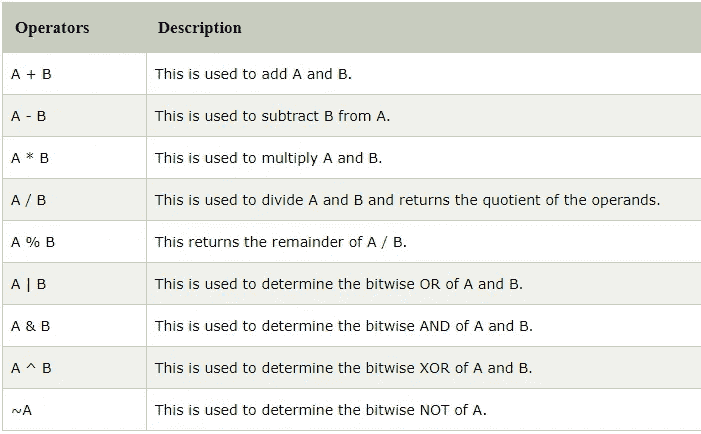 Operators Description
A + B This is used to add A and B.
A - B This is used to subtract B from A.
A * B This is used to multiply A and B.
A / B This is used to divide A and B and returns the quotient of the operands.
A % B This returns the remainder of A / B.
A | B This is used to determine the bitwise OR of A and B.
A & B This is used to determine the bitwise AND of A and B.
A ^ B This is used to determine the bitwise XOR of A and B.
~A This is used to determine the bitwise NOT of A.